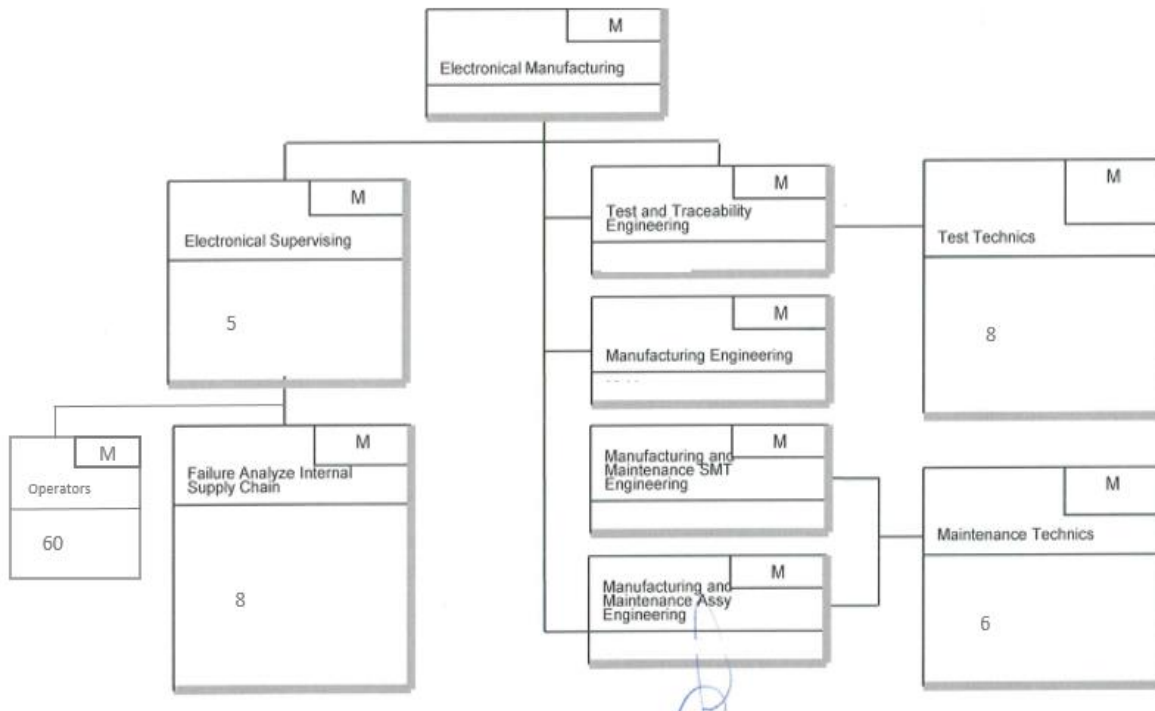 M
Electronical Manufacturing
M
Electronical Supervising
5
M
Operators
60
M
Failure Analyze Internal
Supply Chain
8
M
Test and Traceability
Engineering
M
Manufacturing Engineering
M
Manufacturing and
Maintenance SMT
Engineering
M
Manufacturing and
Maintenance Assy
Engineering
M
Test Technics
8
M
Maintenance Technics
6